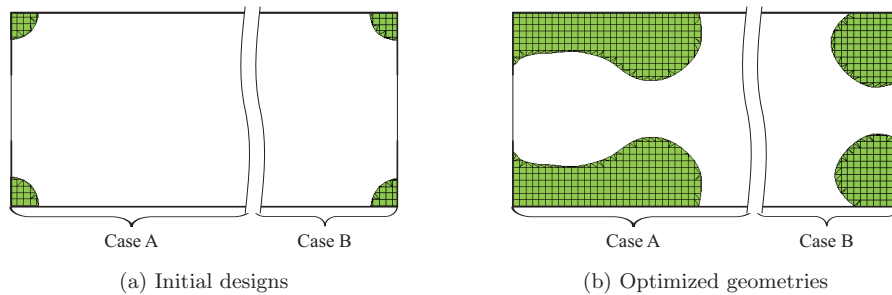 Case A
Case B
Case A
Case B
(a) Initial designs
(b) Optimized geometries